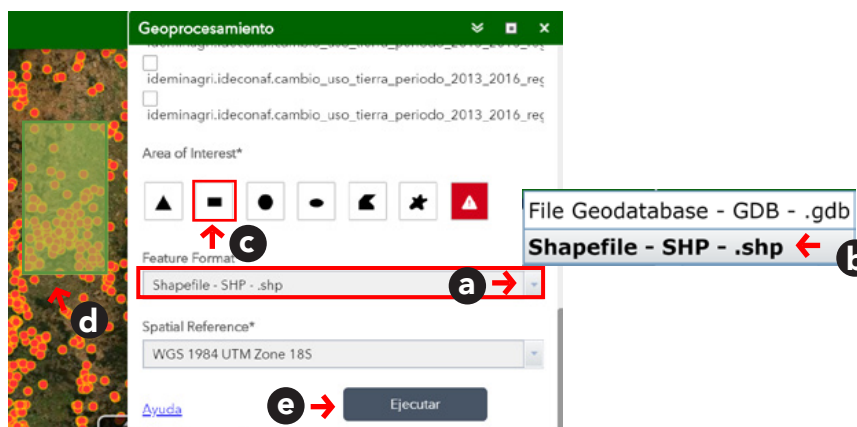 Geoprocesamiento
ideminagri.ideconaf.cambio_uso_tierra_periodo_2013_2016_reg
ideminagri.ideconaf.cambio_uso_tierra_periodo_2013_2016_reg
Area of Interest*
c
Feature Format
File Geodatabase - GDB - .gdb
Shapefile - SHP - .shp
b
Shapefile - SHP - .shp
a
d
Spatial Reference*
WGS 1984 UTM Zone 18S
Ayuda
e
Ejecutar